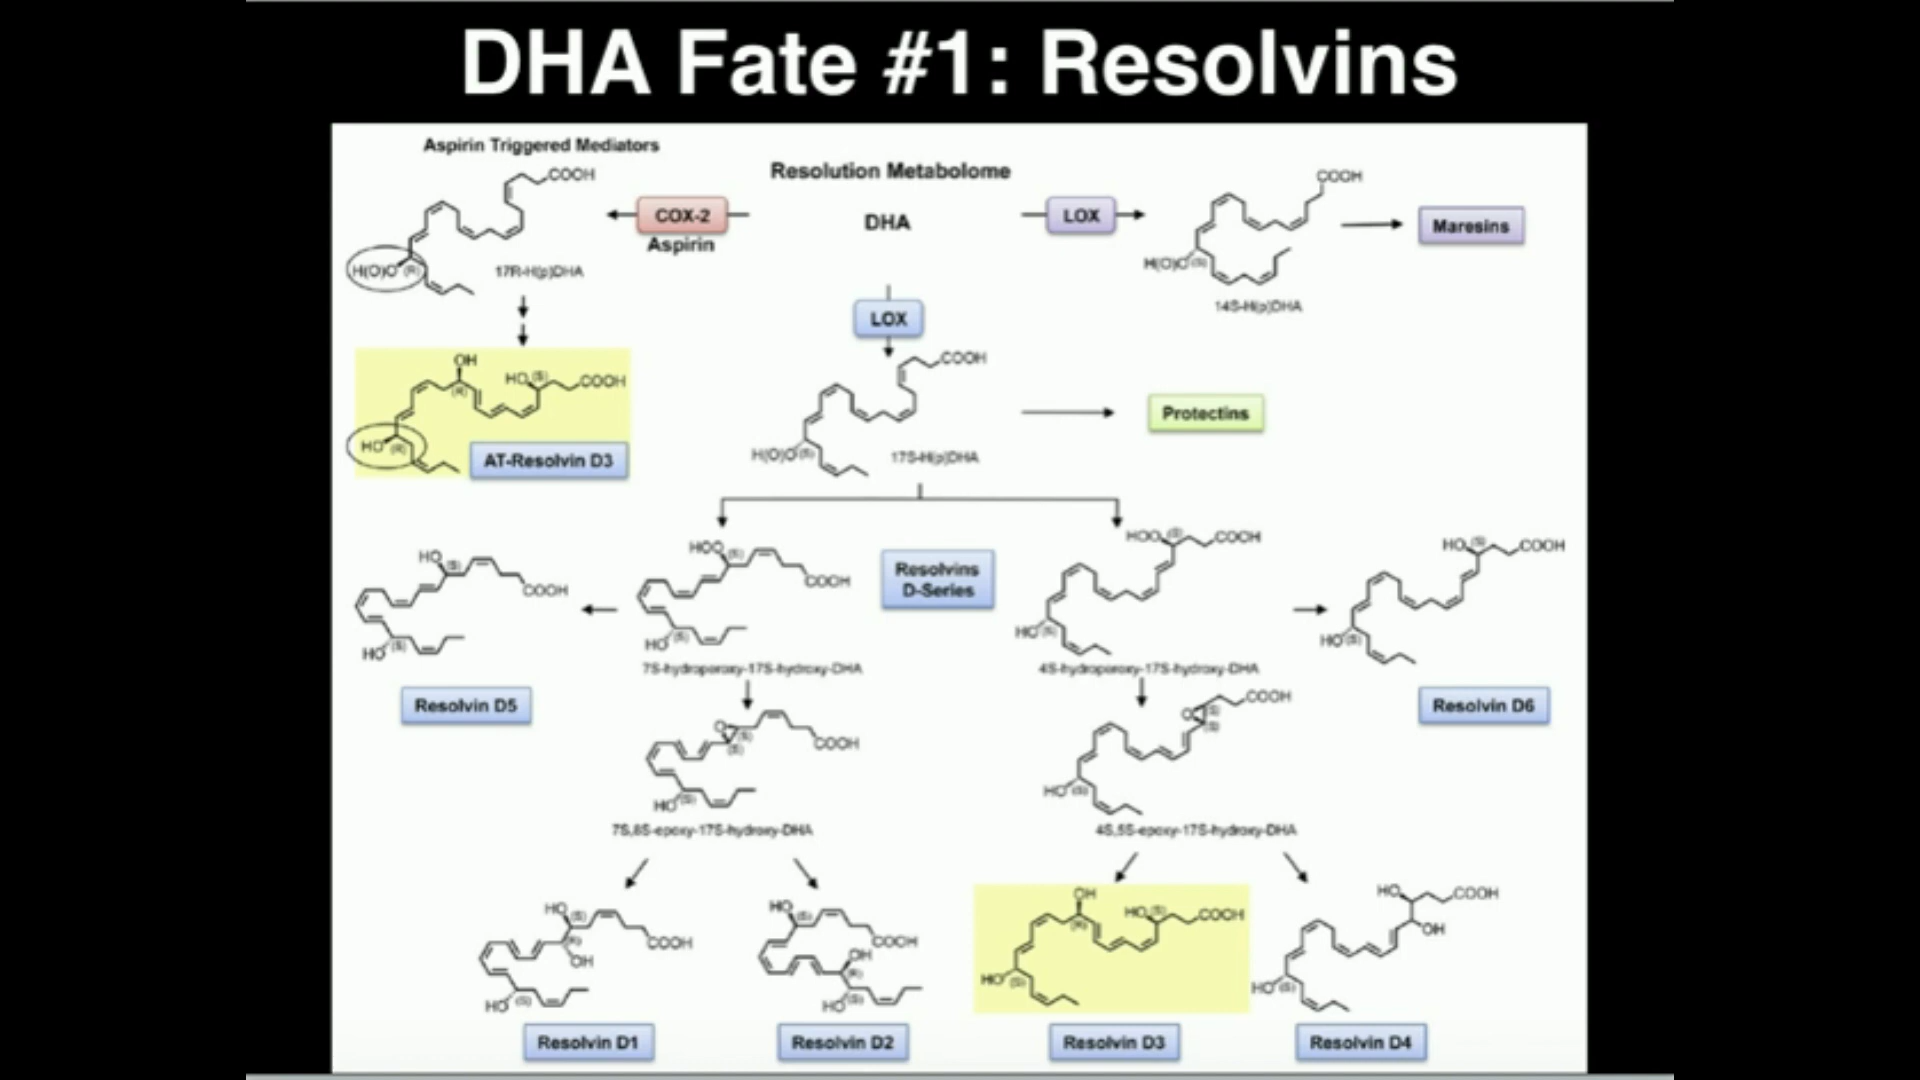 DHA Fate #1: Resolvins
Aspirin Triggered Mediators
Resolution Metabolome
COOH
COOH
COX-2
Aspirin
DHA
LOX
Maresins
H(O)O (R)
17R-H(p)DHA
H(O)O (S)
14S-H(p)DHA
LOX
COOH
OH
(R)
HO (S)
COOH
HO (R)
AT-Resolvin D3
H(O)O (S)
17S-H(p)DHA
Protectins
HO (S)
COOH
HO (S)
Resolvin D5
HOO (S)
COOH
HO (S)
7S-hydroperoxy-17S-hydroxy-DHA
Resolvins
D-Series
HOO (S)
COOH
HO (S)
4S-hydroperoxy-17S-hydroxy-DHA
HO (S)
COOH
HO (S)
Resolvin D6
O (S)
(S)
COOH
HO (S)
7S,8S-epoxy-17S-hydroxy-DHA
COOH
O (S)
(S)
HO (S)
4S,5S-epoxy-17S-hydroxy-DHA
HO (S)
(R)
COOH
OH
HO (S)
Resolvin D1
HO (S)
COOH
OH
(R)
HO (S)
Resolvin D2
OH
(R)
HO (S)
COOH
HO (S)
Resolvin D3
HO
COOH
OH
HO (S)
Resolvin D4